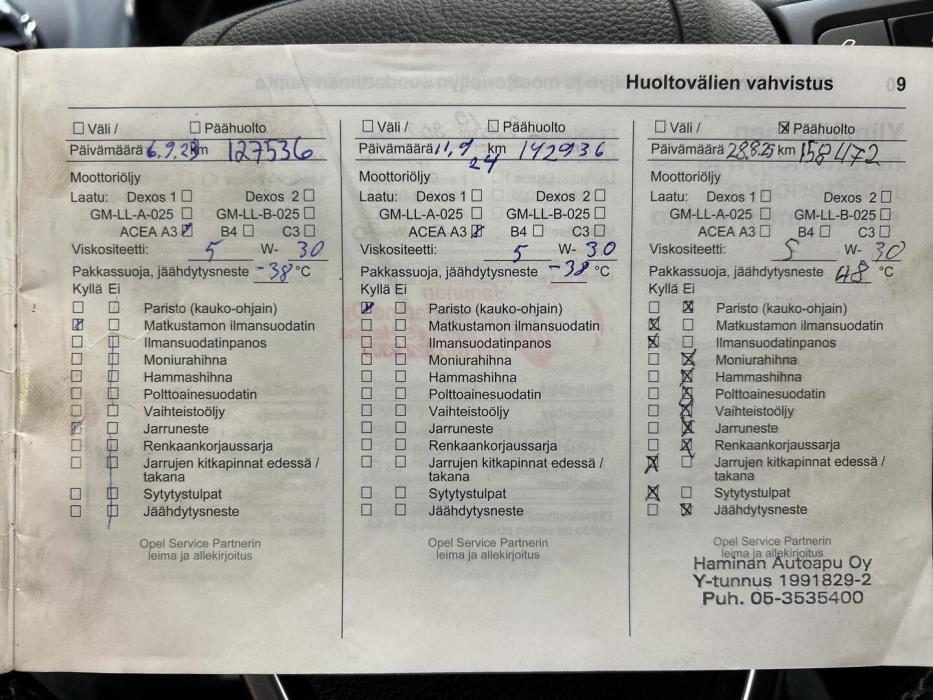 Huoltovälien vahvistus 9
Väli / Päähuolto
Päivämäärä 6.9.23 km 127536
Moottoriöljy
Laatu: Dexos 1 Dexos 2
GM-LL-A-025 GM-LL-B-025
ACEA A3 B4 C3
Viskositeetti: 5 W- 30
Pakkassuoja, jäähdytysneste -38 °C
Kyllä Ei
Paristo (kauko-ohjain)
Matkustamon ilmansuodatin
Ilmansuodatinpanos
Moniurahihna
Hammashihna
Polttoainesuodatin
Vaihteistoöljy
Jarruneste
Renkaankorjaussarja
Jarrujen kitkapinnat edessä /
takana
Sytytystulpat
Jäähdytysneste
Opel Service Partnerin
leima ja allekirjoitus
Väli / Päähuolto
Päivämäärä 11.9 24 km 142936
Moottoriöljy
Laatu: Dexos 1 Dexos 2
GM-LL-A-025 GM-LL-B-025
ACEA A3 B4 C3
Viskositeetti: 5 W- 30
Pakkassuoja, jäähdytysneste -38 °C
Kyllä Ei
Paristo (kauko-ohjain)
Matkustamon ilmansuodatin
Ilmansuodatinpanos
Moniurahihna
Hammashihna
Polttoainesuodatin
Vaihteistoöljy
Jarruneste
Renkaankorjaussarja
Jarrujen kitkapinnat edessä /
takana
Sytytystulpat
Jäähdytysneste
Opel Service Partnerin
leima ja allekirjoitus
Väli / Päähuolto
Päivämäärä 28.8.25 km 158472
Moottoriöljy
Laatu: Dexos 1 Dexos 2
GM-LL-A-025 GM-LL-B-025
ACEA A3 B4 C3
Viskositeetti: 5 W- 30
Pakkassuoja, jäähdytysneste 48 °C
Kyllä Ei
Paristo (kauko-ohjain)
Matkustamon ilmansuodatin
Ilmansuodatinpanos
Moniurahihna
Hammashihna
Polttoainesuodatin
Vaihteistoöljy
Jarruneste
Renkaankorjaussarja
Jarrujen kitkapinnat edessä /
takana
Sytytystulpat
Jäähdytysneste
Opel Service Partnerin
leima ja allekirjoitus
Haminan Autoapu Oy
Y-tunnus 1991829-2
Puh. 05-3535400